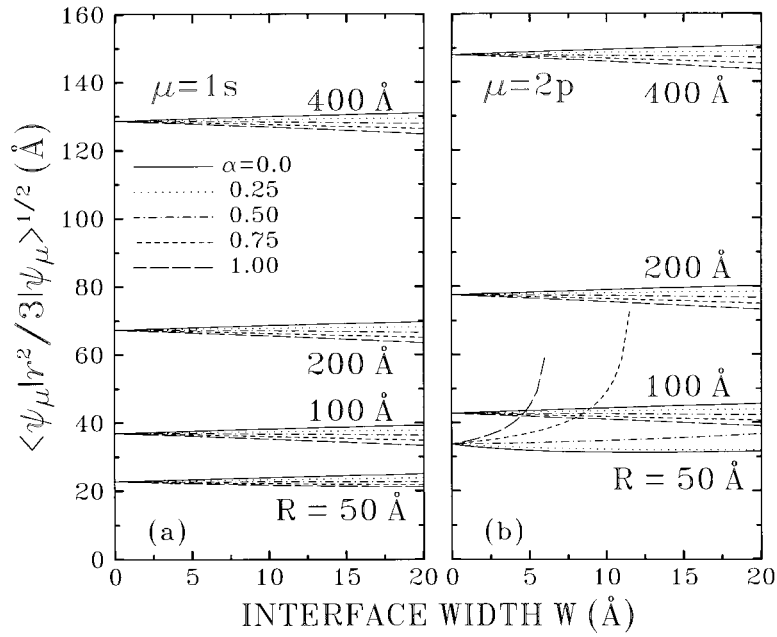 <ψμ|r²/3|ψμ>^1/2 (Å)
160
140
120
100
80
60
40
20
0
μ=1s
400 Å
α=0.0
0.25
0.50
0.75
1.00
200 Å
100 Å
R = 50 Å
(a)
0 5 10 15 20
μ=2p
400 Å
200 Å
100 Å
R = 50 Å
(b)
0 5 10 15 20
INTERFACE WIDTH W (Å)